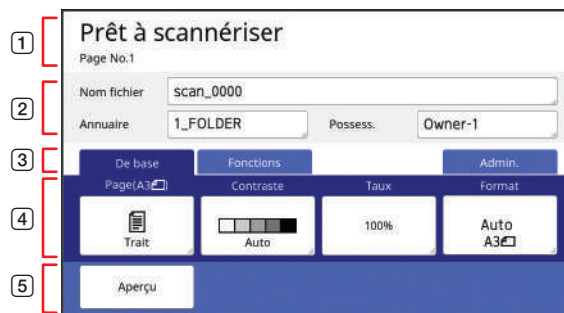 1
Prêt à scannériser
Page No.1
2
Nom fichier scan_0000
Annuaire 1_FOLDER Possess. Owner-1
3
De base Fonctions Admin.
4
Page(A3) Contraste Taux Format
Trait Auto 100% Auto A3
5
Aperçu